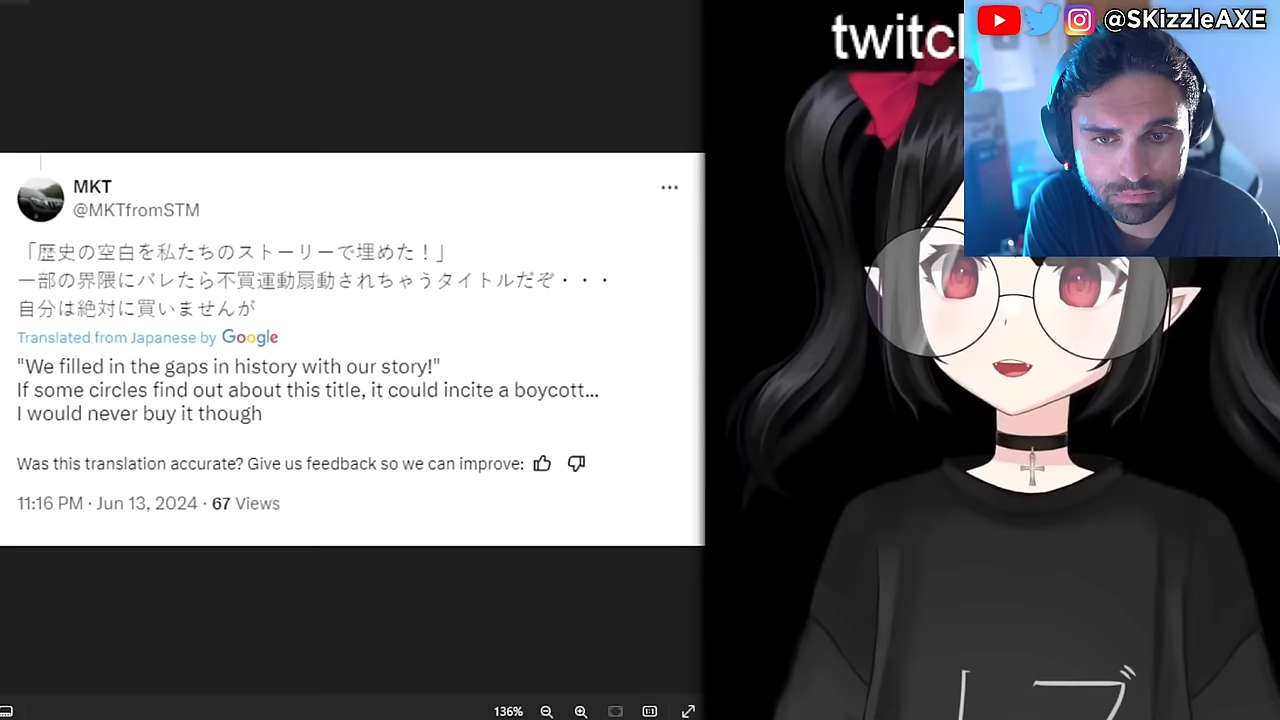 twitc
@SKizzleAXE
MKT
@MKTfromSTM
「歴史の空白を私たちのストーリーで埋めた！」
一部の界隈にバレたら不買運動扇動されちゃうタイトルだぞ・・・
自分は絶対に買いませんが
Translated from Japanese by Google
"We filled in the gaps in history with our story!"
If some circles find out about this title, it could incite a boycott...
I would never buy it though
Was this translation accurate? Give us feedback so we can improve:
11:16 PM · Jun 13, 2024 · 67 Views
136%